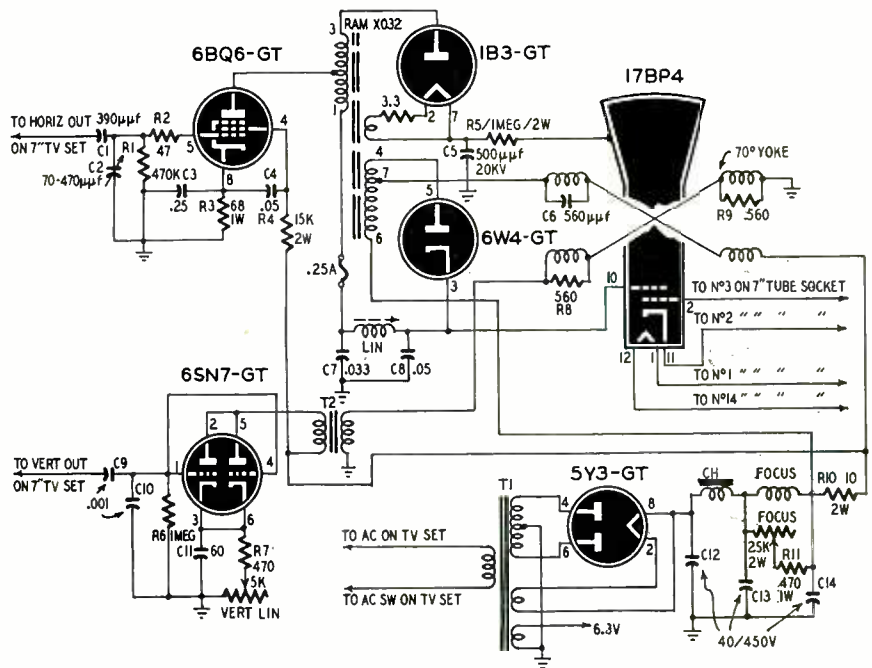 RAM X032
3
6BQ6-GT
1B3-GT
17BP4
TO HORIZ OUT
ON 7" TV SET
390µµf
C1
R1
R2
47
5
4
8
C2
70-470µµf
470K
C3
.25
R3
68
1W
C4
.05
R4
15K
2W
1
3.3
2
7
R5/1MEG/2W
C5
500µµf
20KV
4
7
6
5
6W4-GT
3
.25A
LIN
C7
.033
C8
.05
70° YOKE
C6
560µµf
R9
.560
560
R8
10
2
12
1
11
TO Nº3 ON 7" TUBE SOCKET
TO Nº2 " " " "
TO Nº1 " " " "
TO Nº14 " " " "
6SN7-GT
2
5
1
4
3
6
TO VERT OUT
ON 7" TV SET
C9
.001
C10
R6
1MEG
C11
60
R7
470
5K
VERT LIN
T2
T1
TO AC ON TV SET
TO AC SW ON TV SET
5Y3-GT
4
6
8
2
6.3V
CH
FOCUS
R10
10
2W
FOCUS
25K
2W
R11
470
1W
C12
C13
C14
40/450V